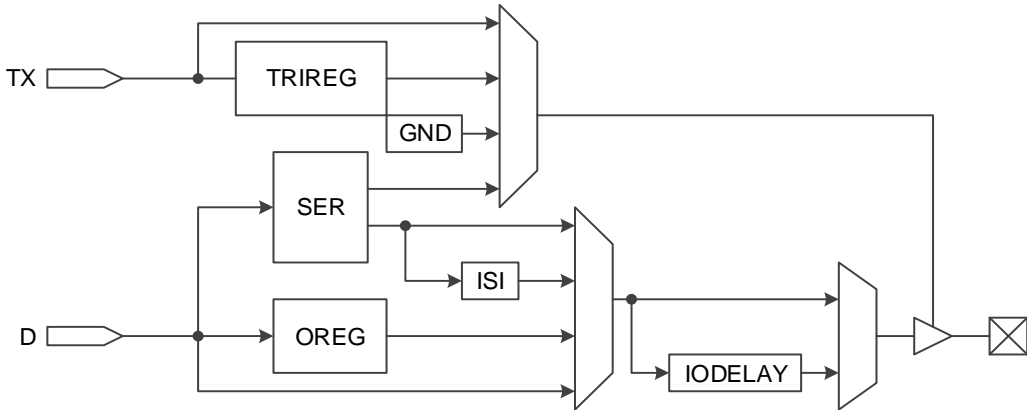 TX
TRIREG
GND
SER
ISI
D
OREG
IODELAY